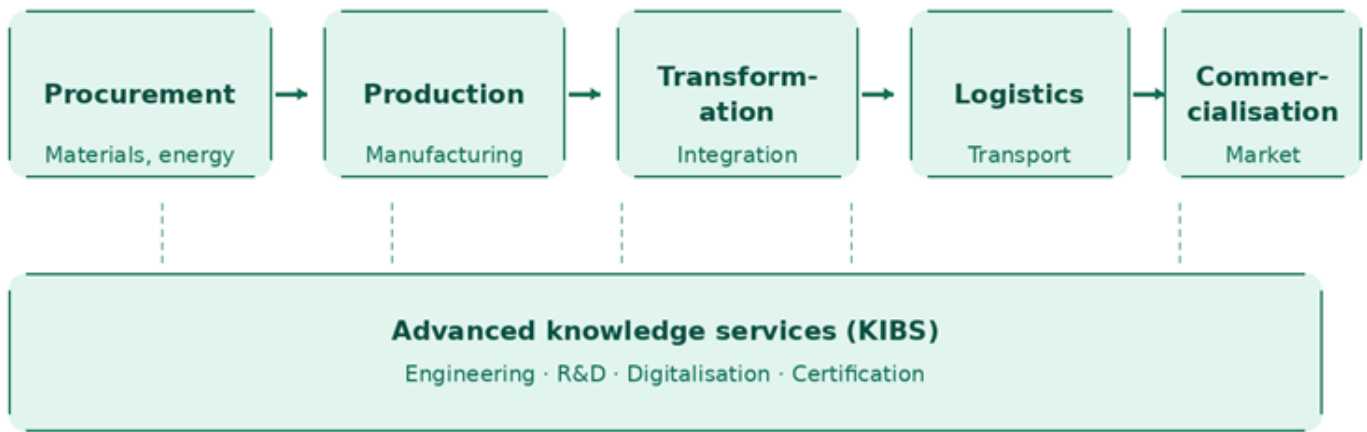 Procurement
Materials, energy
Production
Manufacturing
Transform-
ation
Integration
Logistics
Transport
Commer-
cialisation
Market
Advanced knowledge services (KIBS)
Engineering · R&D · Digitalisation · Certification